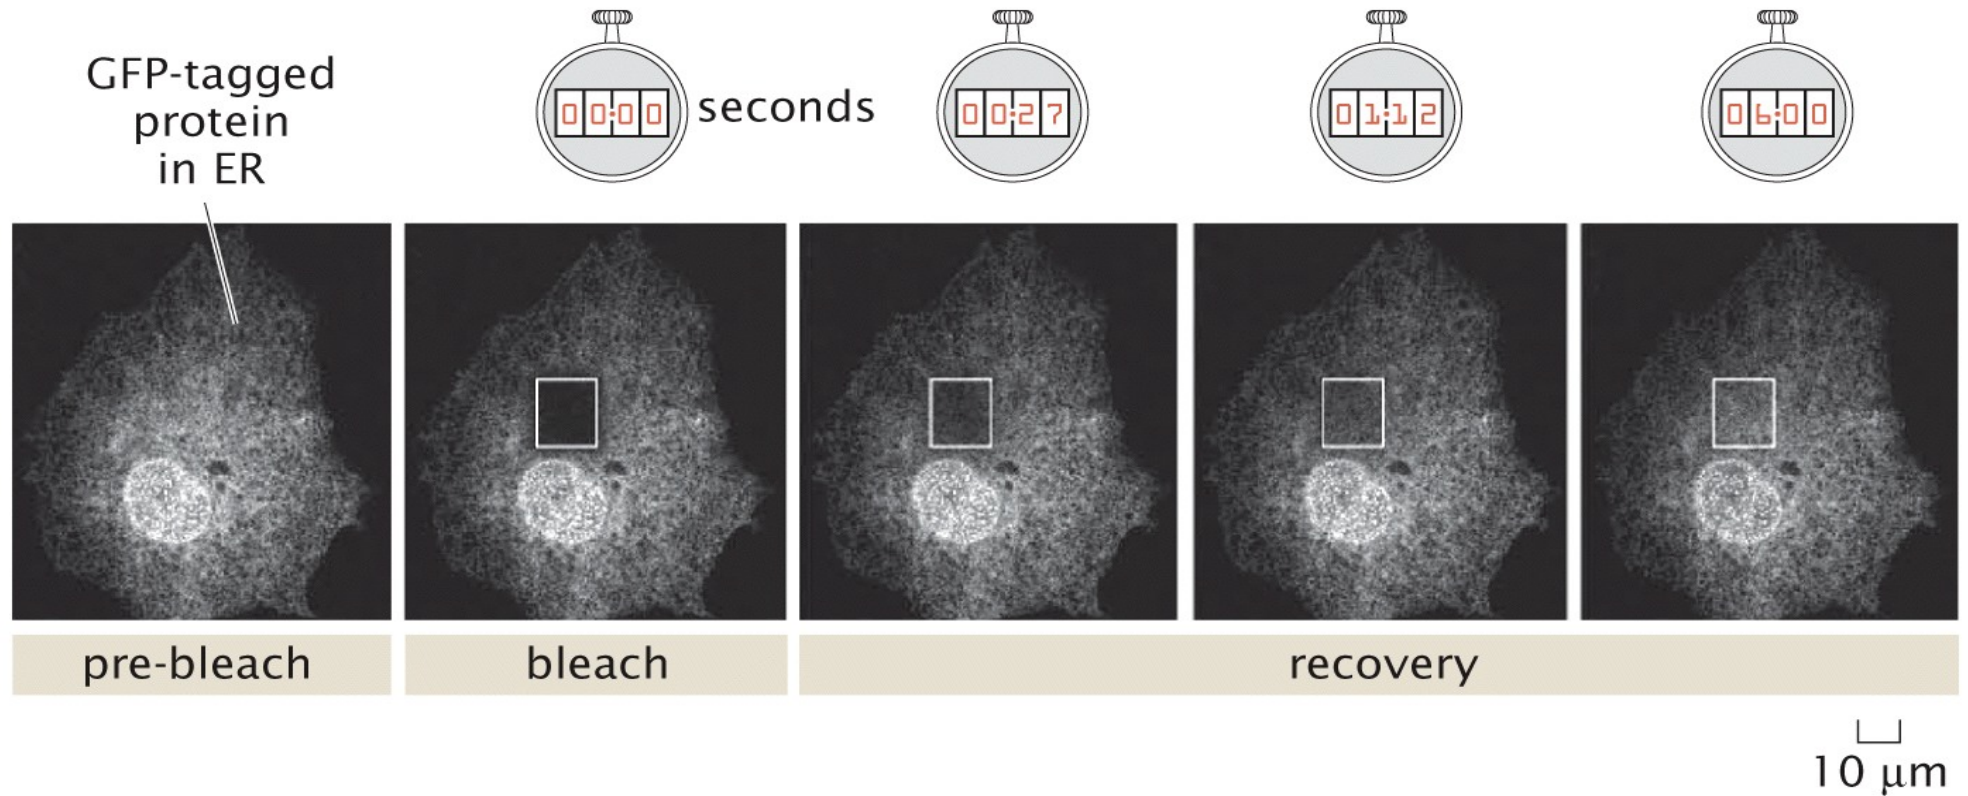 GFP-tagged
protein
in ER
00:00 seconds
00:27
01:12
06:00
pre-bleach
bleach
recovery
10 μm